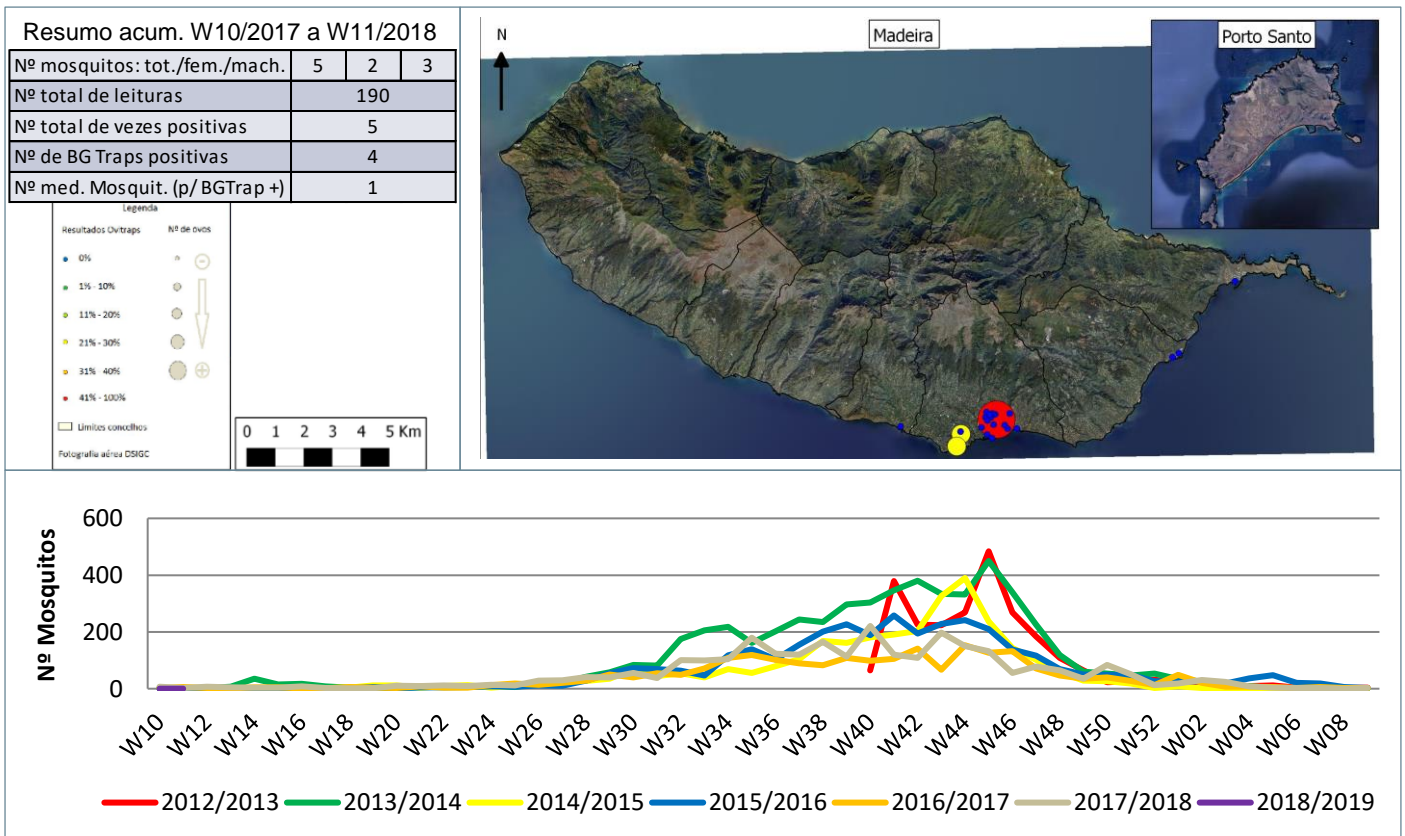 Resumo acum. W10/2017 a W11/2018
Nº mosquitos: tot./fem./mach. 5 2 3
Nº total de leituras 190
Nº total de vezes positivas 5
Nº de BG Traps positivas 4
Nº med. Mosquit. (p/ BGTrap +) 1
Legenda
Resultados Ovitraps Nº de ovos
0%
1% - 10%
11% - 20%
21% - 30%
31% - 40%
41% - 100%
Limites concelhos
Fotografia aérea DSIGC
0 1 2 3 4 5 Km
N
Madeira
Porto Santo
Nº Mosquitos
600
400
200
0
W10 W12 W14 W16 W18 W20 W22 W24 W26 W28 W30 W32 W34 W36 W38 W40 W42 W44 W46 W48 W50 W52 W02 W04 W06 W08
2012/2013 2013/2014 2014/2015 2015/2016 2016/2017 2017/2018 2018/2019